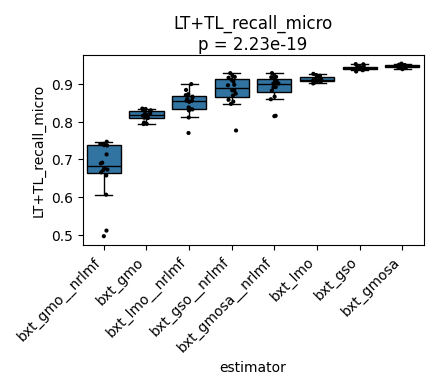 LT+TL_recall_micro
p = 2.23e-19
LT+TL_recall_micro
0.9
0.8
0.7
0.6
0.5
bxt_gmo__nrlmf
bxt_gmo
bxt_lmo__nrlmf
bxt_gso__nrlmf
bxt_gmosa__nrlmf
bxt_lmo
bxt_gso
bxt_gmosa
estimator